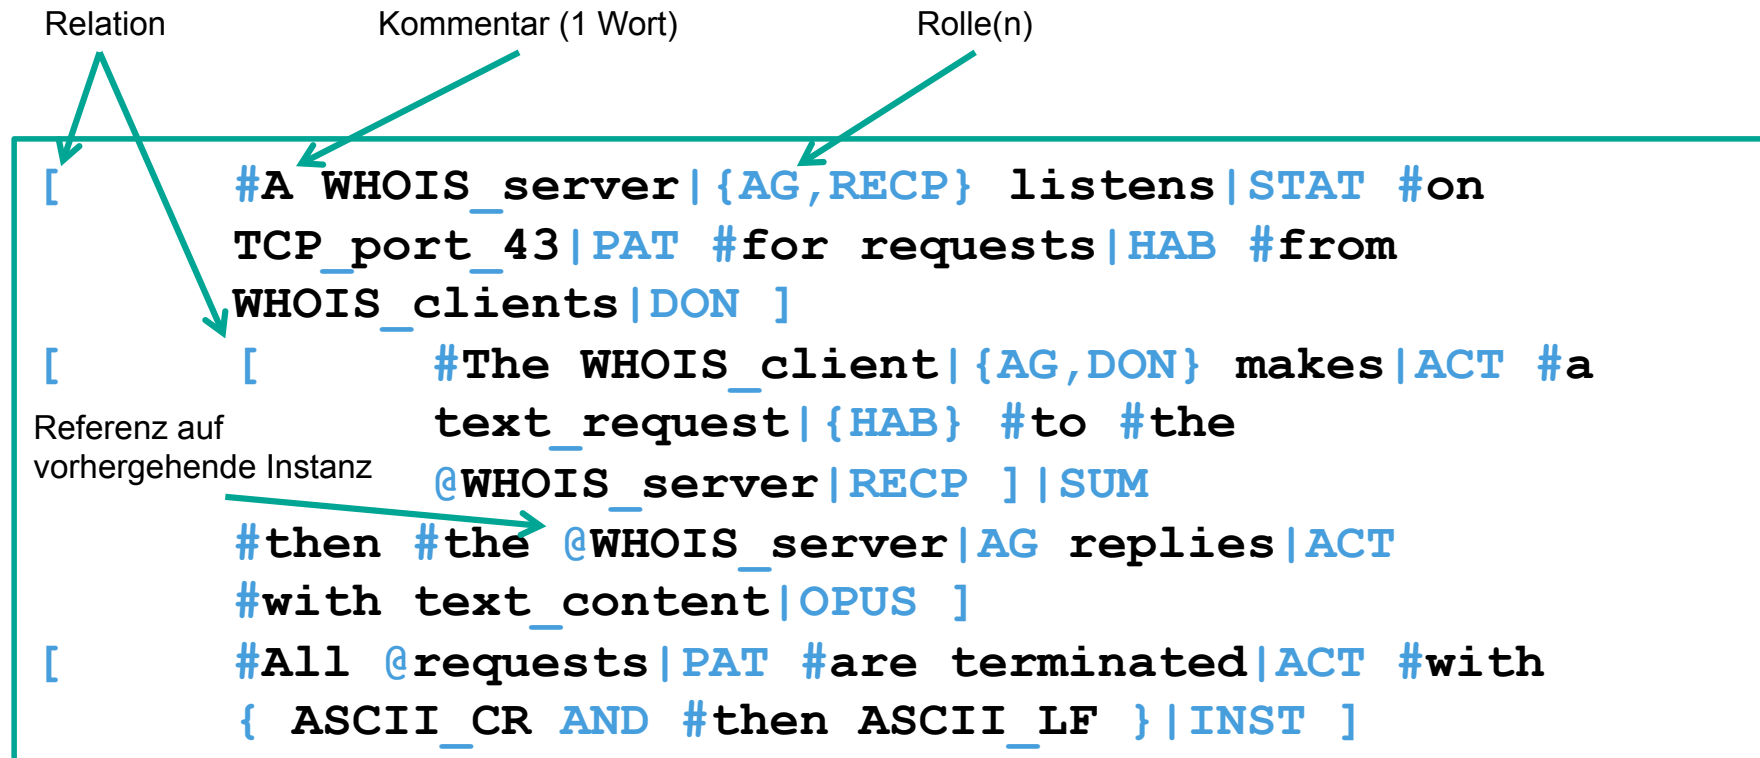 Relation Kommentar (1 Wort) Rolle(n)
[ #A WHOIS_server|{AG,RECP} listens|STAT #on
TCP_port_43|PAT #for requests|HAB #from
WHOIS_clients|DON ]
[ [ #The WHOIS_client|{AG,DON} makes|ACT #a
text_request|{HAB} #to #the
@WHOIS_server|RECP ]|SUM
Referenz auf
vorhergehende Instanz
#then #the @WHOIS_server|AG replies|ACT
#with text_content|OPUS ]
[ #All @requests|PAT #are terminated|ACT #with
{ ASCII_CR AND #then ASCII_LF }|INST ]